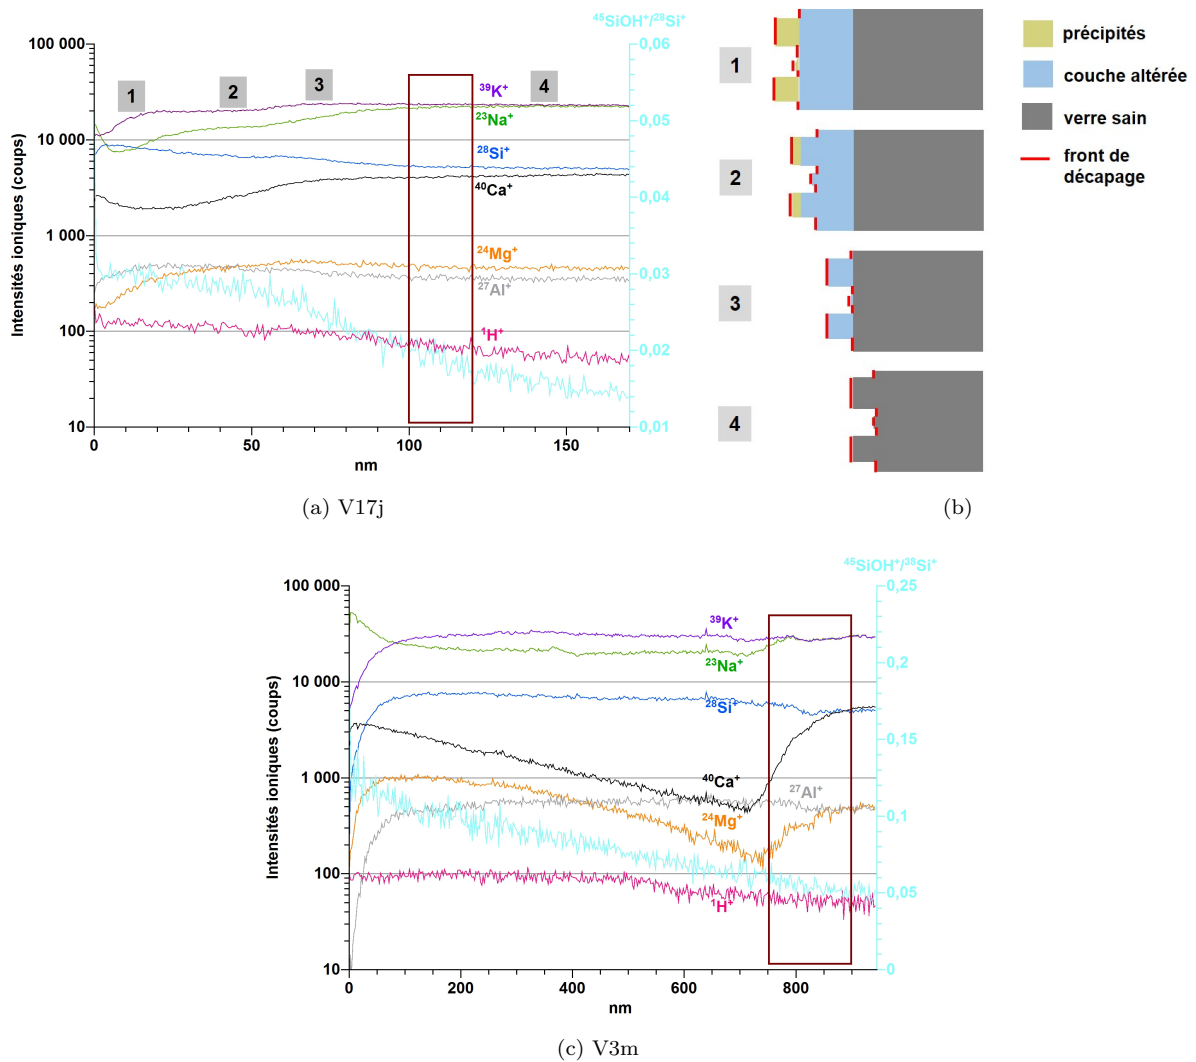 ⁴⁵SiOH⁺/²⁸Si⁺
Intensités ioniques (coups)
100 000
10 000
1 000
100
10
0,06
0,05
0,04
0,03
0,02
0,01
1
2
3
4
³⁹K⁺
²³Na⁺
²⁸Si⁺
⁴⁰Ca⁺
²⁴Mg⁺
²⁷Al⁺
¹H⁺
0 50 100 150
nm
(a) V17j
1
2
3
4
précipités
couche altérée
verre sain
front de
décapage
(b)
⁴⁵SiOH⁺/³⁸Si⁺
Intensités ioniques (coups)
100 000
10 000
1 000
100
10
0,25
0,2
0,15
0,1
0,05
0
³⁹K⁺
²³Na⁺
²⁸Si⁺
⁴⁰Ca⁺
²⁷Al⁺
²⁴Mg⁺
¹H⁺
0 200 400 600 800
nm
(c) V3m